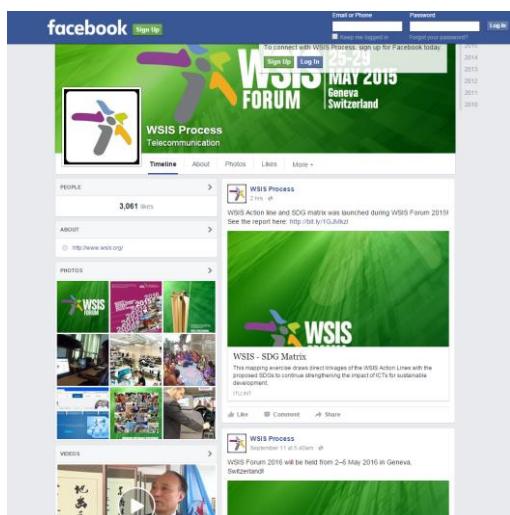 facebook
Sign Up
Email or Phone
Password
Log In
Keep me logged in
Forgot your password?
To connect with WSIS Process, sign up for Facebook today
Sign Up
Log In
WSIS
FORUM
25-29
MAY 2015
Geneva
Switzerland
2014
2013
2012
2011
2010
WSIS Process
Telecommunication
Timeline
About
Photos
Likes
More
PEOPLE
3,061 likes
ABOUT
http://www.wsis.org/
PHOTOS
WSIS
FORUM
VIDEOS
WSIS Process
2 hrs
WSIS Action line and SDG matrix was launched during WSIS Forum 2015!
See the report here: http://bit.ly/1GJMkzI
WSIS
WSIS - SDG Matrix
This mapping exercise draws direct linkages of the WSIS Action Lines with the
proposed SDGs to continue strengthening the impact of ICTs for sustainable
development.
ITU.INT
Like
Comment
Share
WSIS Process
September 11 at 5:40am
WSIS Forum 2016 will be held from 2–6 May 2016 in Geneva,
Switzerland!